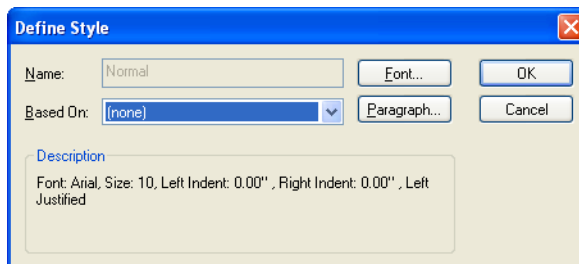 Define Style
Name: Normal Font... OK
Based On: (none) Paragraph... Cancel
Description
Font: Arial, Size: 10, Left Indent: 0.00'' , Right Indent: 0.00'' , Left
Justified